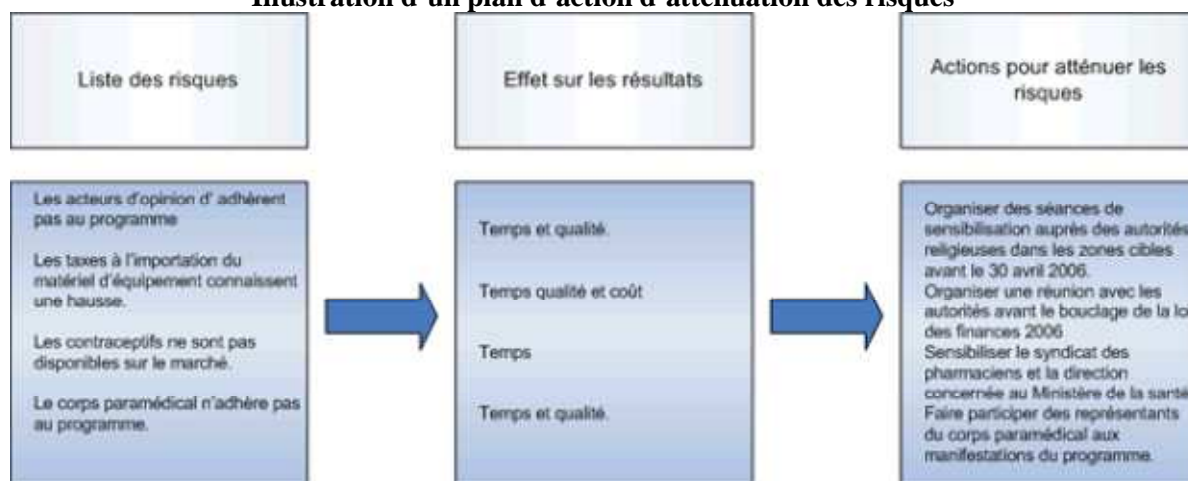 Illustration d'un plan d'action d'atténuation des risques
Liste des risques
Effet sur les résultats
Actions pour atténuer les
risques
Les acteurs d'opinion d' adhèrent
pas au programme
Les taxes à l'importation du
matériel d'équipement connaissent
une hausse.
Les contraceptifs ne sont pas
disponibles sur le marché.
Le corps paramédical n'adhère pas
au programme.
Temps et qualité.
Temps qualité et coût
Temps
Temps et qualité.
Organiser des séances de
sensibilisation auprès des autorités
religieuses dans les zones cibles
avant le 30 avril 2006.
Organiser une réunion avec les
autorités avant le bouclage de la lo
des finances 2006
Sensibiliser le syndicat des
pharmaciens et la direction
concernée au Ministère de la santé
Faire participer des représentants
du corps paramédical aux
manifestations du programme.